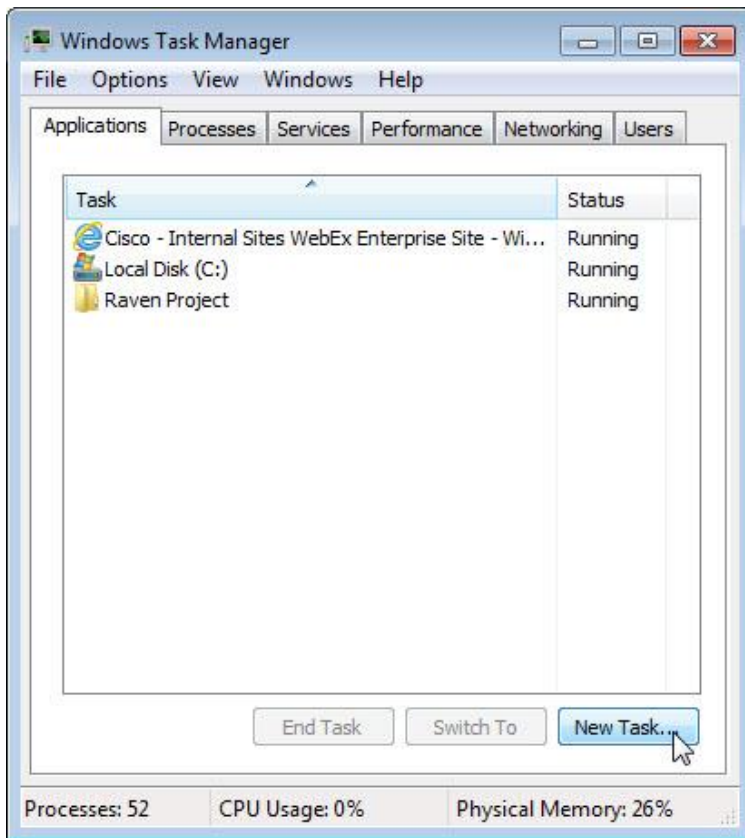 Windows Task Manager
File Options View Windows Help
Applications Processes Services Performance Networking Users
Task Status
Cisco - Internal Sites WebEx Enterprise Site - Wi... Running
Local Disk (C:) Running
Raven Project Running
End Task Switch To New Task...
Processes: 52 CPU Usage: 0% Physical Memory: 26%